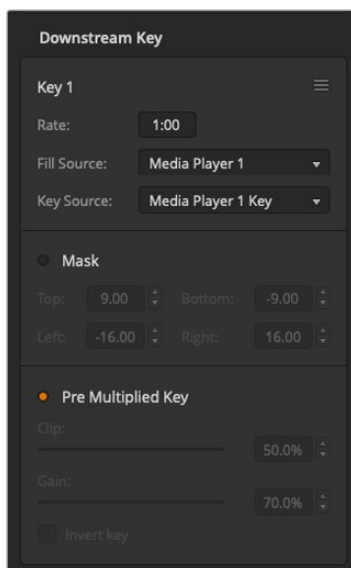 Downstream Key
Key 1
Rate: 1:00
Fill Source: Media Player 1
Key Source: Media Player 1 Key
Mask
Top: 9.00 Bottom: -9.00
Left: -16.00 Right: 16.00
Pre Multiplied Key
Clip:
50.0%
Gain:
70.0%
Invert key